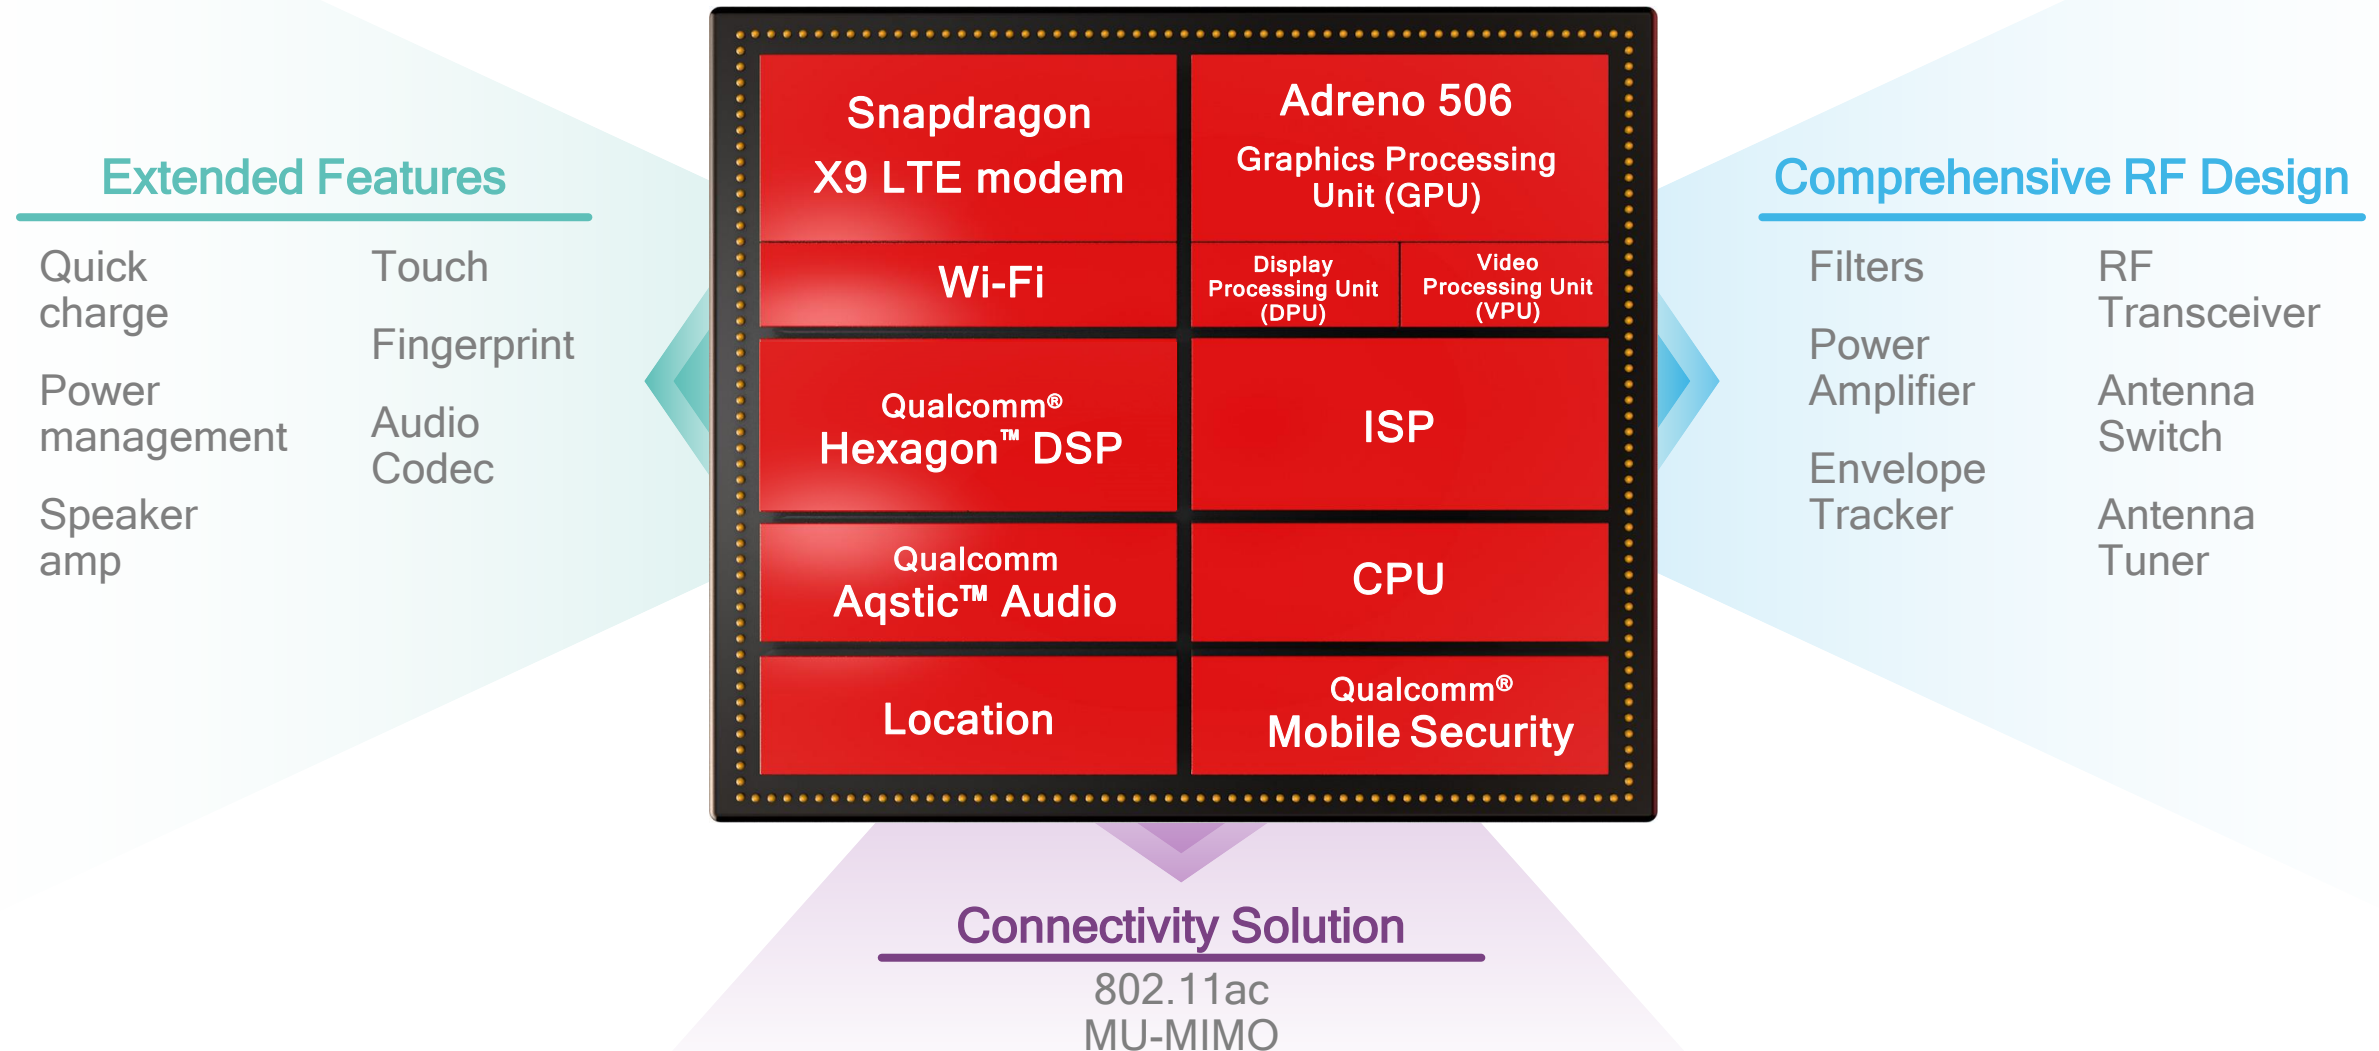 Extended Features
Quick
charge
Power
management
Speaker
amp
Touch
Fingerprint
Audio
Codec
Snapdragon
X9 LTE modem
Wi-Fi
Adreno 506
Graphics Processing
Unit (GPU)
Display
Processing Unit
(DPU)
Video
Processing Unit
(VPU)
Qualcomm®
Hexagon™ DSP
ISP
Qualcomm
Aqstic™ Audio
CPU
Location
Qualcomm®
Mobile Security
Comprehensive RF Design
Filters
Power
Amplifier
Envelope
Tracker
RF
Transceiver
Antenna
Switch
Antenna
Tuner
Connectivity Solution
802.11ac
MU-MIMO